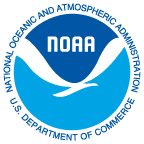 NATIONAL OCEANIC AND ATMOSPHERIC ADMINISTRATION
NOAA
U.S. DEPARTMENT OF COMMERCE